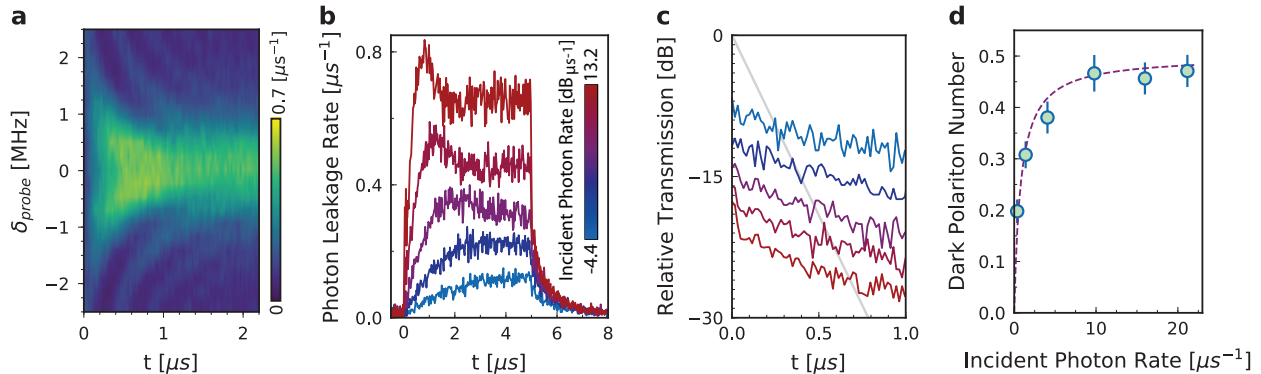 a
2
1
0
−1
−2
δprobe [MHz]
0
1
2
t [μs]
0
0.7 [μs⁻¹]
b
0.8
0.4
0.0
Photon Leakage Rate [μs⁻¹]
0
2
4
6
8
t [μs]
Incident Photon Rate [dBμs⁻¹]
-4.4
13.2
c
0
−15
−30
Relative Transmission [dB]
0.0
0.5
1.0
t [μs]
d
0.5
0.4
0.3
0.2
0.1
0.0
Dark Polariton Number
0
10
20
Incident Photon Rate [μs⁻¹]